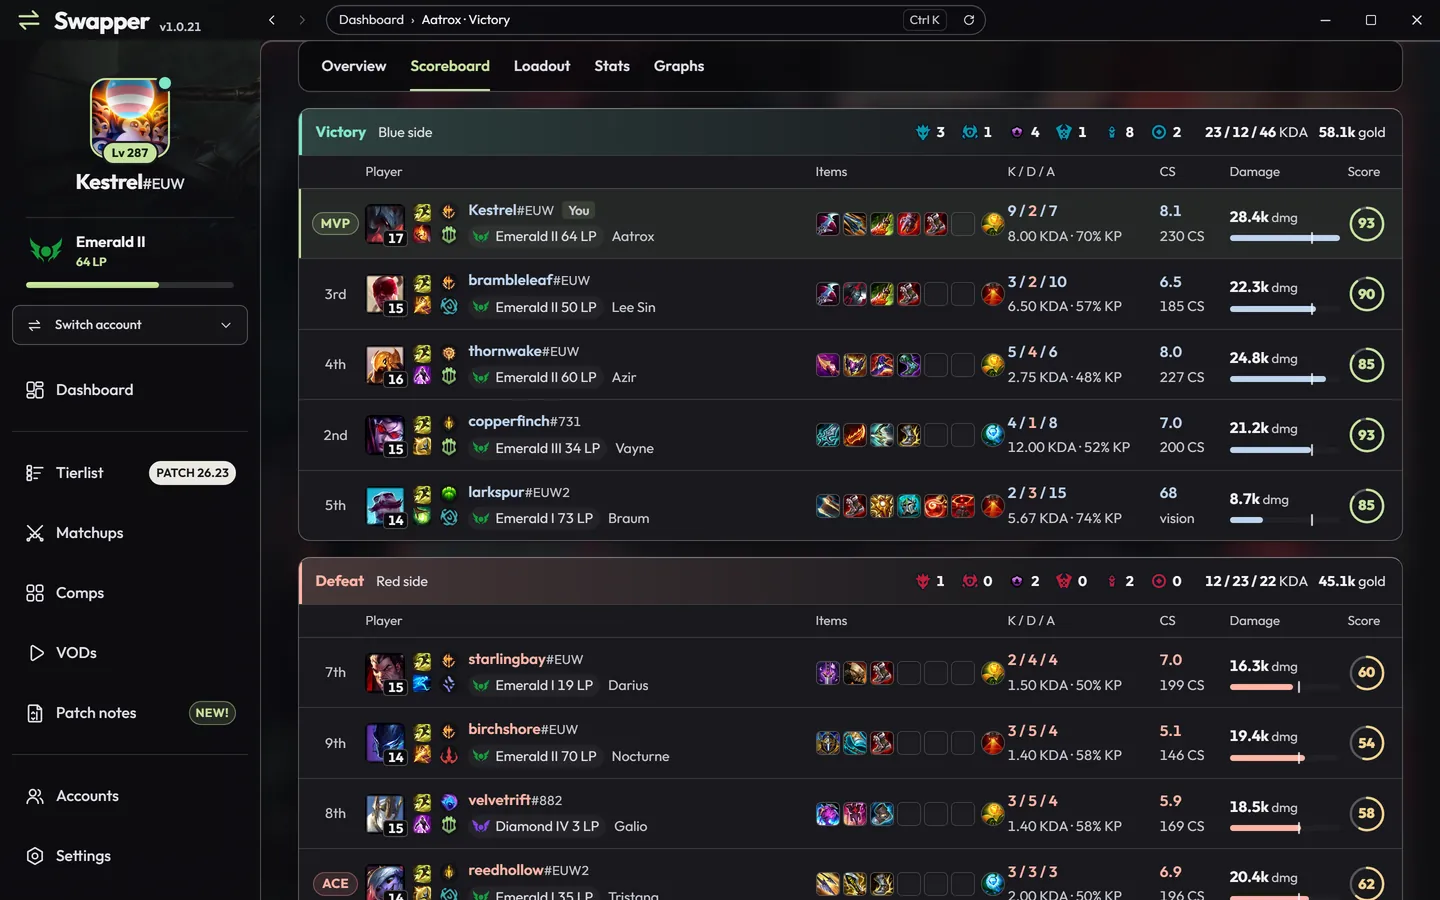 Swapper v1.0.21
Dashboard › Aatrox · Victory
Ctrl K
Lv 287
Kestrel#EUW
Emerald II
64 LP
Switch account
Dashboard
Tierlist
PATCH 26.23
Matchups
Comps
VODs
Patch notes
NEW!
Accounts
Settings
Overview Scoreboard Loadout Stats Graphs
Victory Blue side 3 1 4 1 8 2 23 / 12 / 46 KDA 58.1k gold
Player Items K / D / A CS Damage Score
MVP 17 Kestrel#EUW You 9 / 2 / 7 8.1 28.4k dmg 93
Emerald II 64 LP Aatrox 8.00 KDA · 70% KP 230 CS
3rd 15 brambleleaf#EUW 3 / 2 / 10 6.5 22.3k dmg 90
Emerald II 50 LP Lee Sin 6.50 KDA · 57% KP 185 CS
4th 16 thornwake#EUW 5 / 4 / 6 8.0 24.8k dmg 85
Emerald II 60 LP Azir 2.75 KDA · 48% KP 227 CS
2nd 15 copperfinch#731 4 / 1 / 8 7.0 21.2k dmg 93
Emerald III 34 LP Vayne 12.00 KDA · 52% KP 200 CS
5th 14 larkspur#EUW2 2 / 3 / 15 68 8.7k dmg 85
Emerald I 73 LP Braum 5.67 KDA · 74% KP vision
Defeat Red side 1 0 2 0 2 0 12 / 23 / 22 KDA 45.1k gold
Player Items K / D / A CS Damage Score
7th 15 starlingbay#EUW 2 / 4 / 4 7.0 16.3k dmg 60
Emerald I 19 LP Darius 1.50 KDA · 50% KP 199 CS
9th 14 birchshore#EUW 3 / 5 / 4 5.1 19.4k dmg 54
Emerald II 70 LP Nocturne 1.40 KDA · 58% KP 146 CS
8th 15 velvetrift#882 3 / 5 / 4 5.9 18.5k dmg 58
Diamond IV 3 LP Galio 1.40 KDA · 58% KP 169 CS
ACE 14 reedhollow#EUW2 3 / 3 / 3 6.9 20.4k dmg 62
Emerald I 35 LP Tristana 2.00 KDA · 50% KP 196 CS